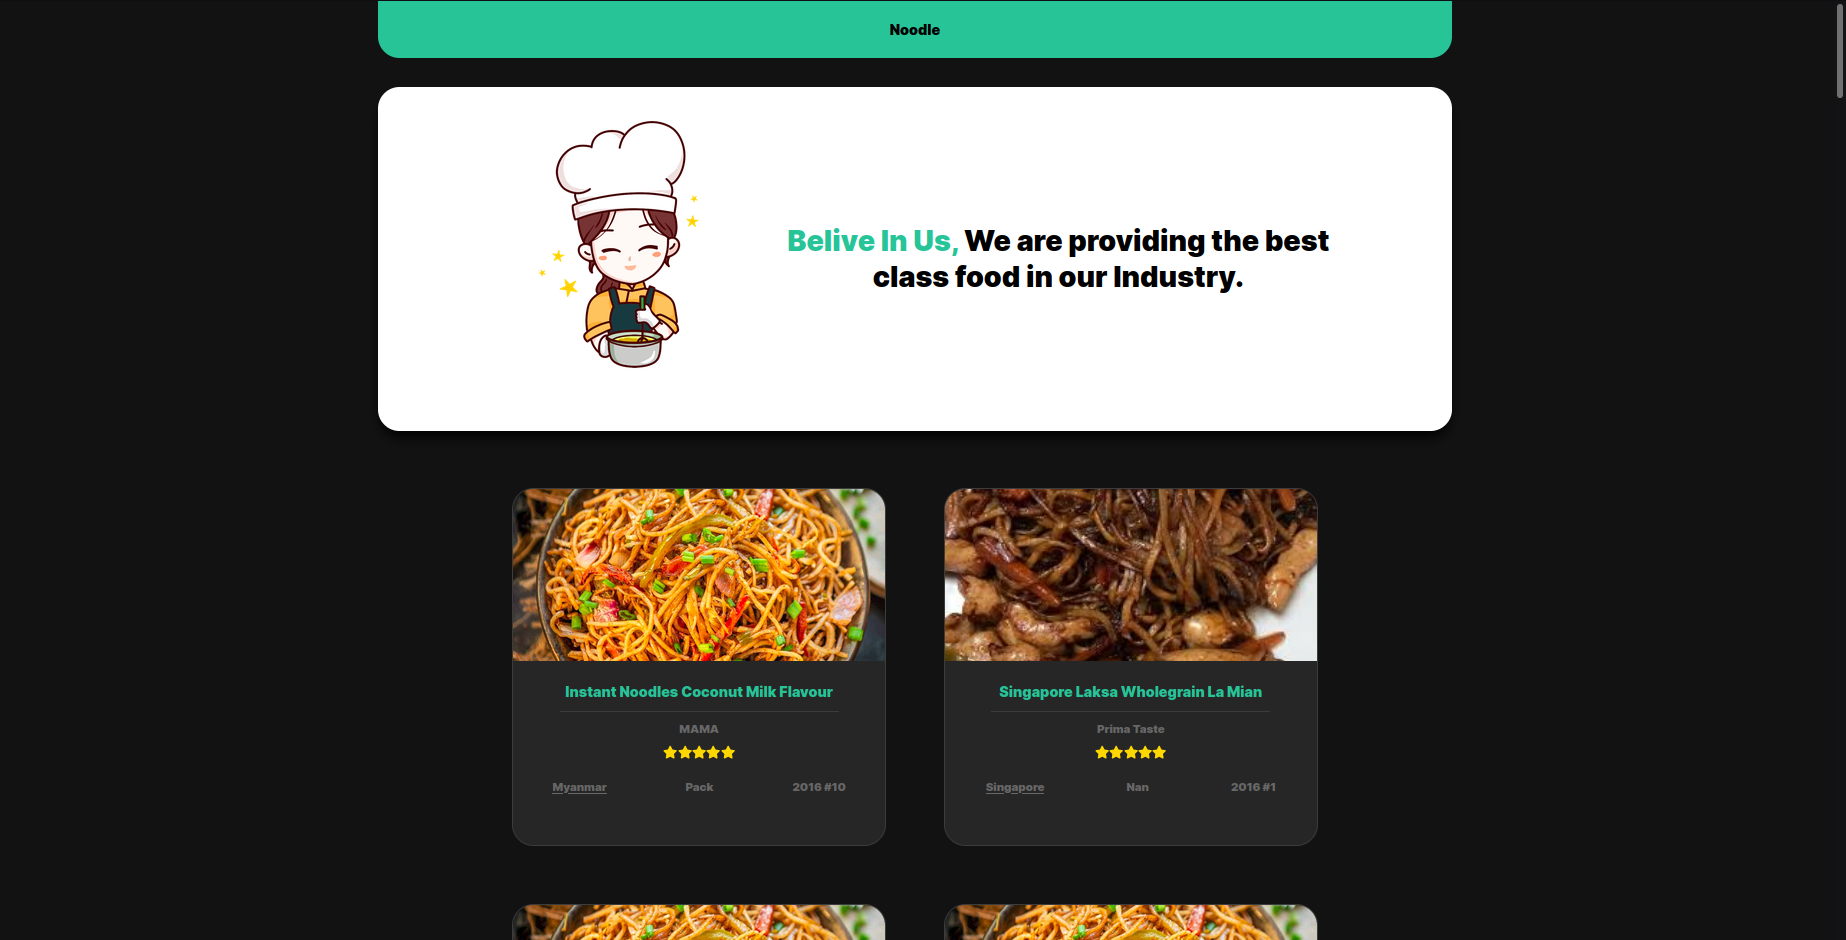 Noodle
Belive In Us, We are providing the best
class food in our Industry.
Instant Noodles Coconut Milk Flavour
MAMA
Myanmar Pack 2016 #10
Singapore Laksa Wholegrain La Mian
Prima Taste
Singapore Nan 2016 #1